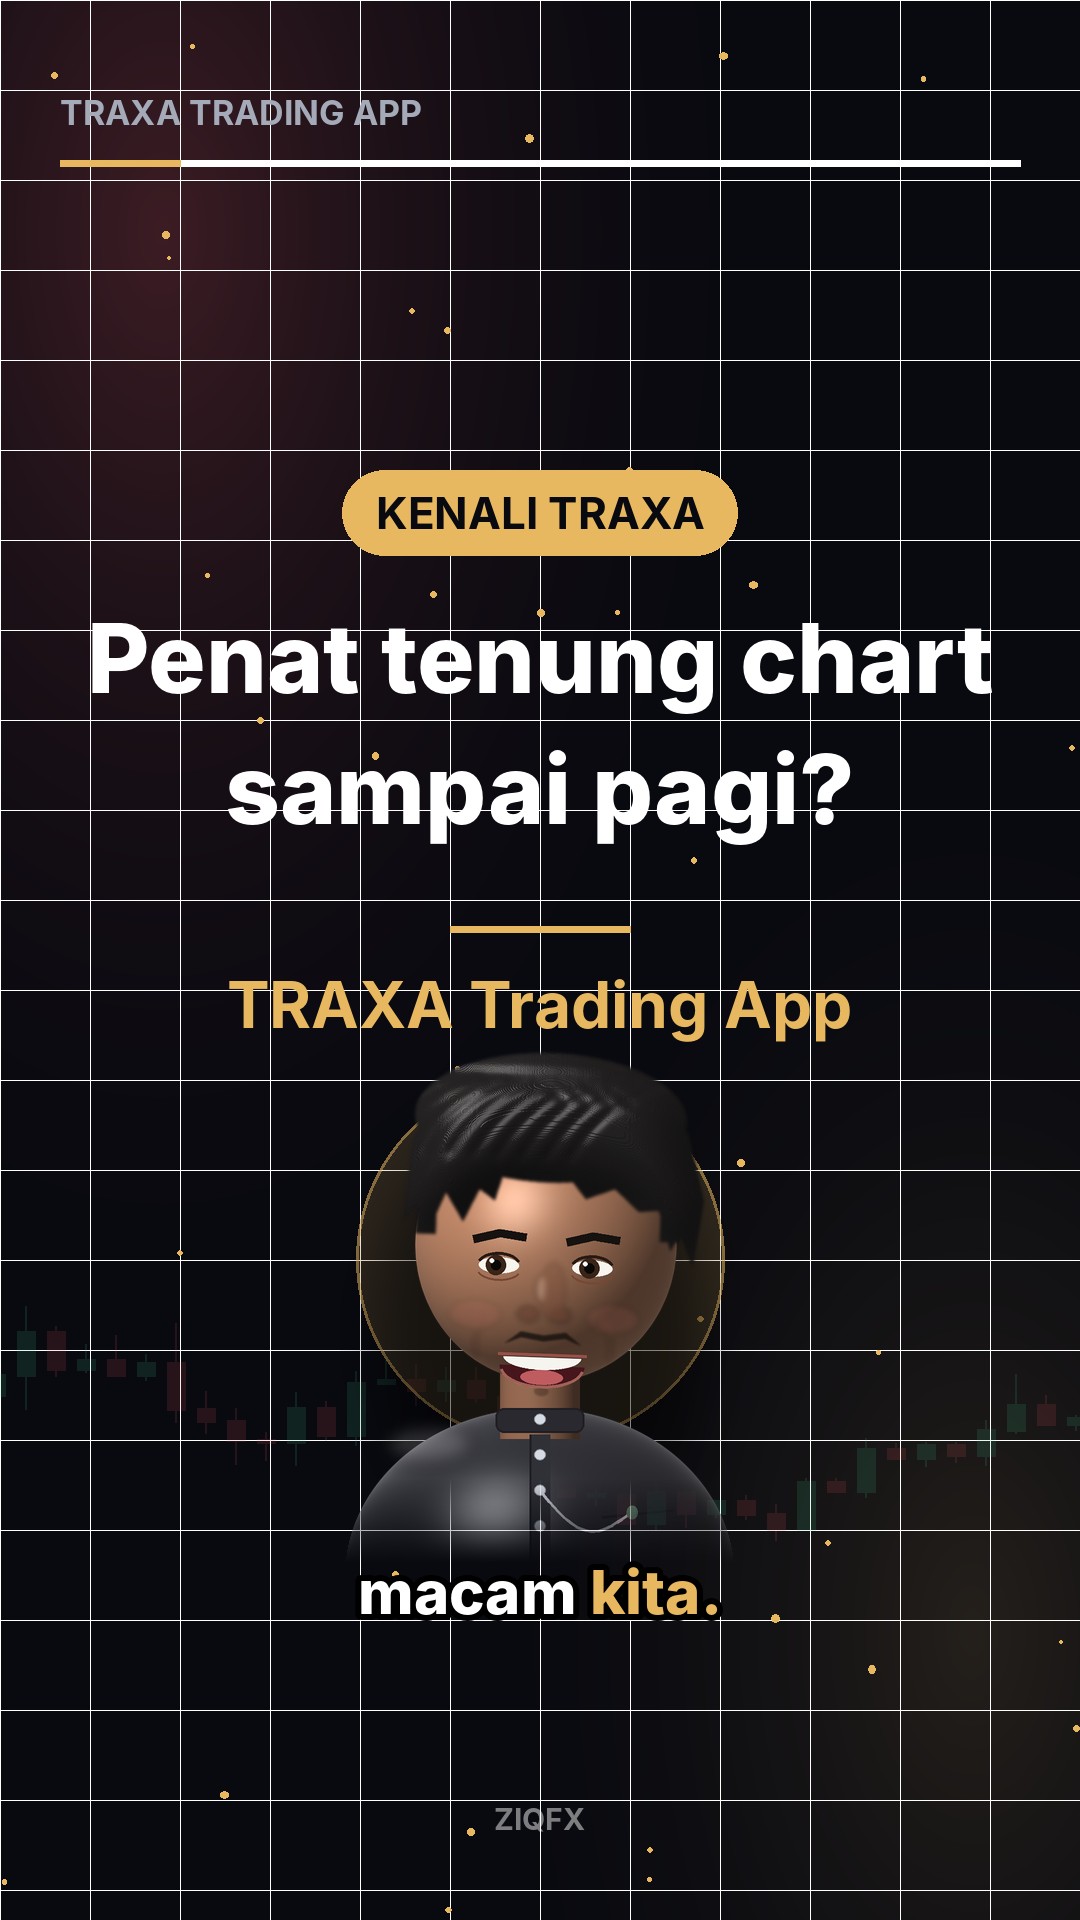 TRAXA TRADING APP
KENALI TRAXA
Penat tenung chart
sampai pagi?
TRAXA Trading App
macam kita.
ZIQFX